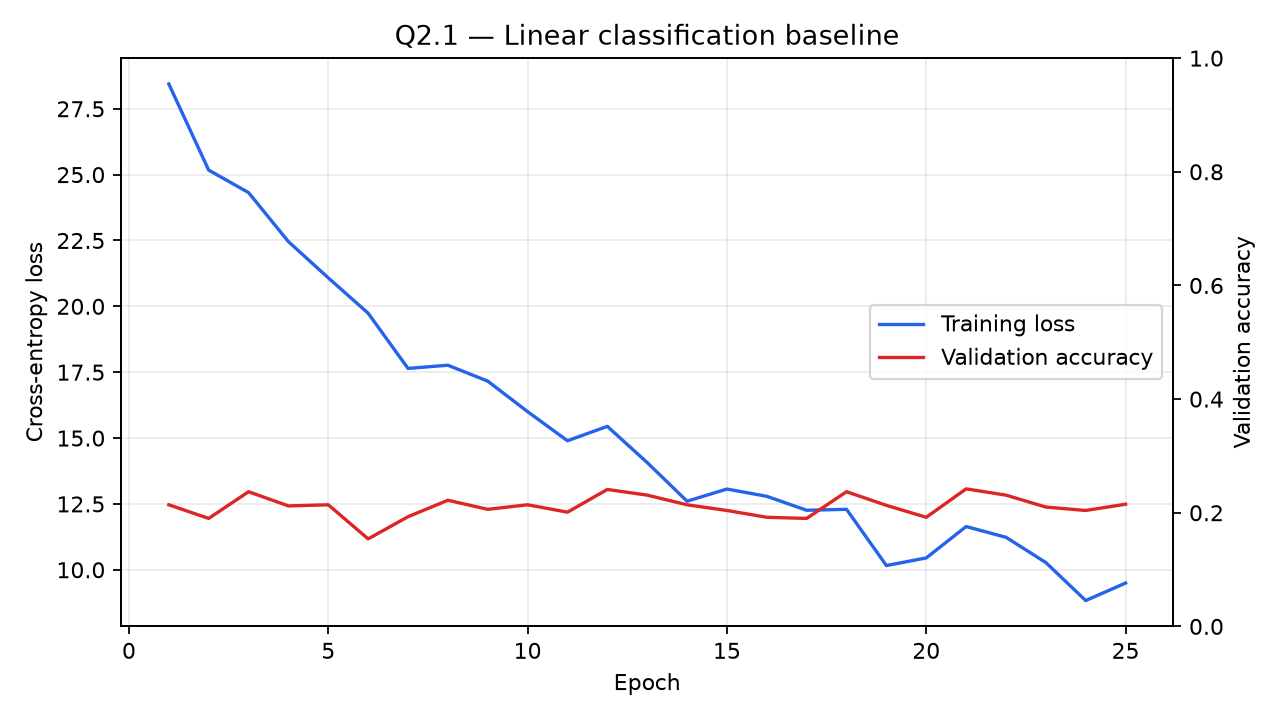 Q2.1 — Linear classification baseline
27.5
25.0
22.5
20.0
17.5
15.0
12.5
10.0
Cross-entropy loss
1.0
0.8
0.6
0.4
0.2
0.0
Validation accuracy
Training loss
Validation accuracy
0 5 10 15 20 25
Epoch